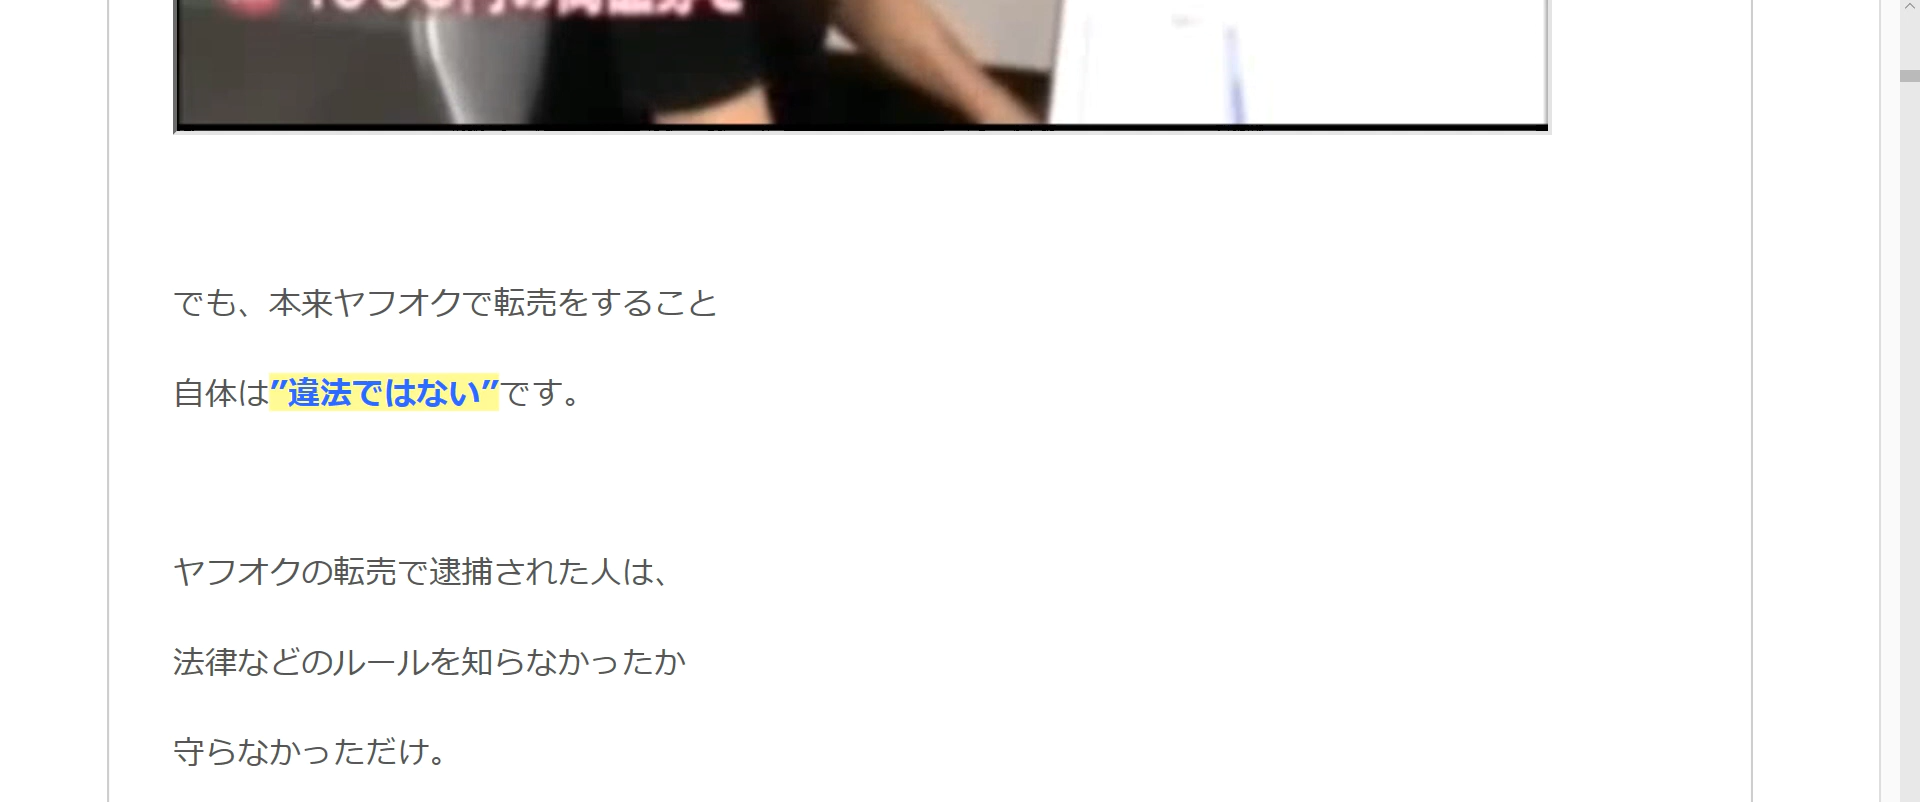 でも、本来ヤフオクで転売をすること
自体は”違法ではない”です。
ヤフオクの転売で逮捕された人は、
法律などのルールを知らなかったか
守らなかっただけ。